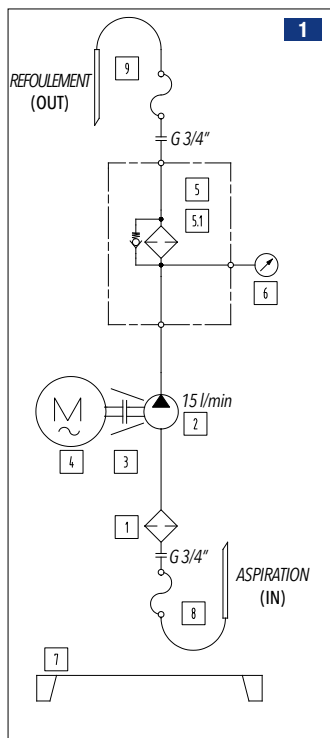 1
REFOULEMENT
(OUT)
9
G 3/4"
5
5.1
6
15 l/min
2
M
4
3
1
G 3/4"
ASPIRATION
(IN)
8
7